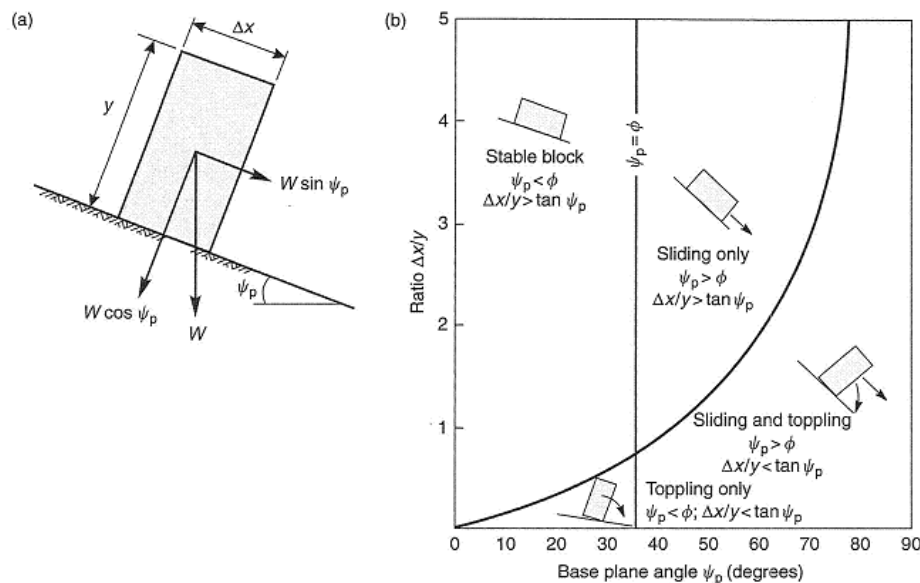 (a)
Δx
y
W sin ψp
ψp
W cos ψp
W
(b)
5
4
3
2
1
0
Ratio Δx/y
ψp = ϕ
Stable block
ψp < ϕ
Δx/y > tan ψp
Sliding only
ψp > ϕ
Δx/y > tan ψp
Sliding and toppling
ψp > ϕ
Δx/y < tan ψp
Toppling only
ψp < ϕ; Δx/y < tan ψp
0 10 20 30 40 50 60 70 80 90
Base plane angle ψp (degrees)